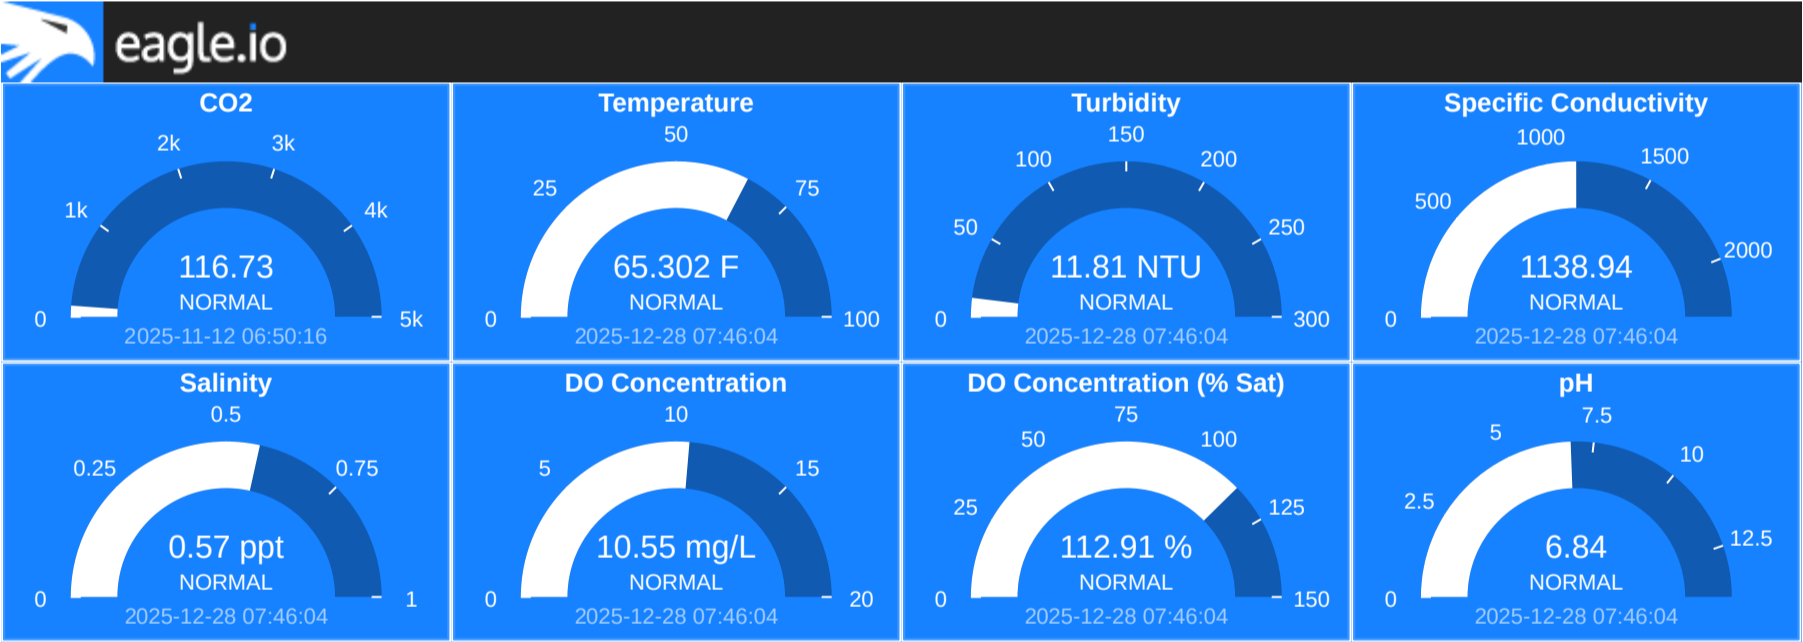 eagle.io
CO2
2k 3k
1k 4k
116.73
NORMAL
0 5k
2025-11-12 06:50:16
Temperature
50
25 75
65.302 F
NORMAL
0 100
2025-12-28 07:46:04
Turbidity
150
100 200
50 250
11.81 NTU
NORMAL
0 300
2025-12-28 07:46:04
Specific Conductivity
1000
1500
500
2000
1138.94
NORMAL
0
2025-12-28 07:46:04
Salinity
0.5
0.25 0.75
0.57 ppt
NORMAL
0 1
2025-12-28 07:46:04
DO Concentration
10
5 15
10.55 mg/L
NORMAL
0 20
2025-12-28 07:46:04
DO Concentration (% Sat)
75
50 100
25 125
112.91 %
NORMAL
0 150
2025-12-28 07:46:04
pH
7.5
5
10
2.5
12.5
6.84
NORMAL
0
2025-12-28 07:46:04